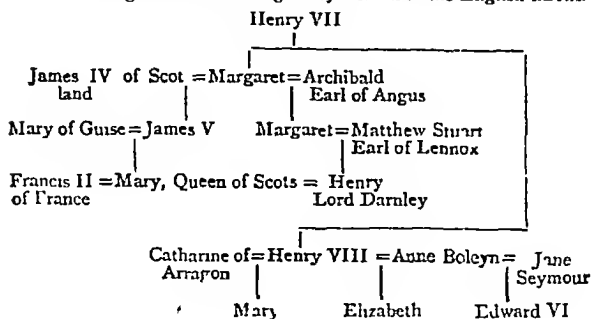 Henry VII
James IV of Scot = Margaret = Archibald
land Earl of Angus
Mary of Guise = James V Margaret = Matthew Stuart
Earl of Lennox
Francis II = Mary, Queen of Scots = Henry
of France Lord Darnley
Catharine of = Henry VIII = Anne Boleyn = Jane
Arragon Seymour
Mary Elizabeth Edward VI